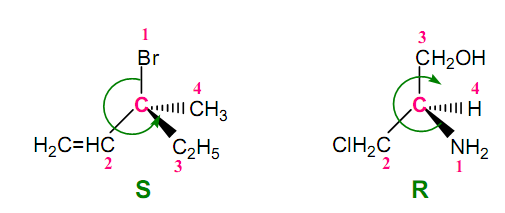 1
Br
4
C
CH₃
H₂C=HC
2
C₂H₅
3
S
3
CH₂OH
4
C
H
ClH₂C
2
NH₂
1
R